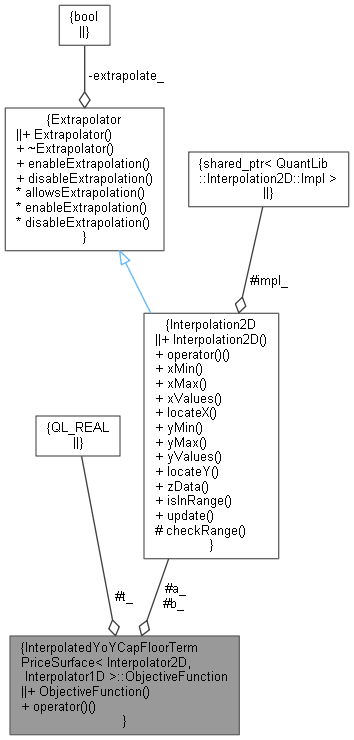 {bool
||}
-extrapolate_
{Extrapolator
||+ Extrapolator()
+ ~Extrapolator()
+ enableExtrapolation()
+ disableExtrapolation()
* allowsExtrapolation()
* enableExtrapolation()
* disableExtrapolation()
}
{shared_ptr< QuantLib
::Interpolation2D::Impl >
||}
#impl_
{Interpolation2D
||+ Interpolation2D()
+ operator()()
+ xMin()
+ xMax()
+ xValues()
+ locateX()
+ yMin()
+ yMax()
+ yValues()
+ locateY()
+ zData()
+ isInRange()
+ update()
# checkRange()
}
{QL_REAL
||}
#t_
#a_
#b_
{InterpolatedYoYCapFloorTerm
PriceSurface< Interpolator2D,
Interpolator1D >::ObjectiveFunction
||+ ObjectiveFunction()
+ operator()()
}